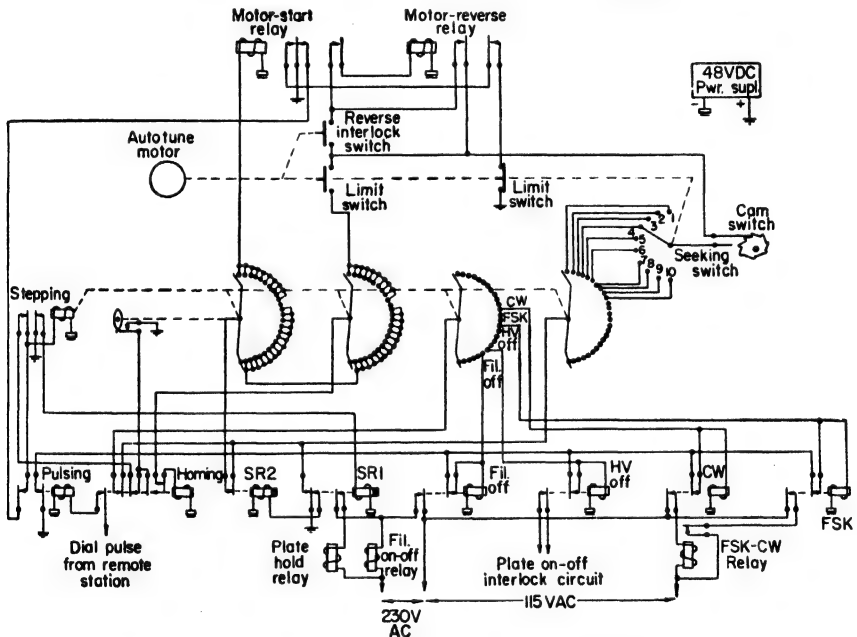 Motor-start
relay
Motor-reverse
relay
48VDC
Pwr. supl.
- +
Autotune
motor
Reverse
interlock
switch
Limit
switch
Limit
switch
1
2
3
4
5
6
7
8
9
10
Seeking
switch
Cam
switch
Stepping
CW
FSK
HV
off
Fil.
off
Pulsing
Homing
SR2
SR1
Fil.
off
HV
off
CW
FSK
Dial pulse
from remote
station
Plate
hold
relay
Fil.
on-off
relay
Plate on-off
interlock circuit
FSK-CW
Relay
230V
AC
115 VAC